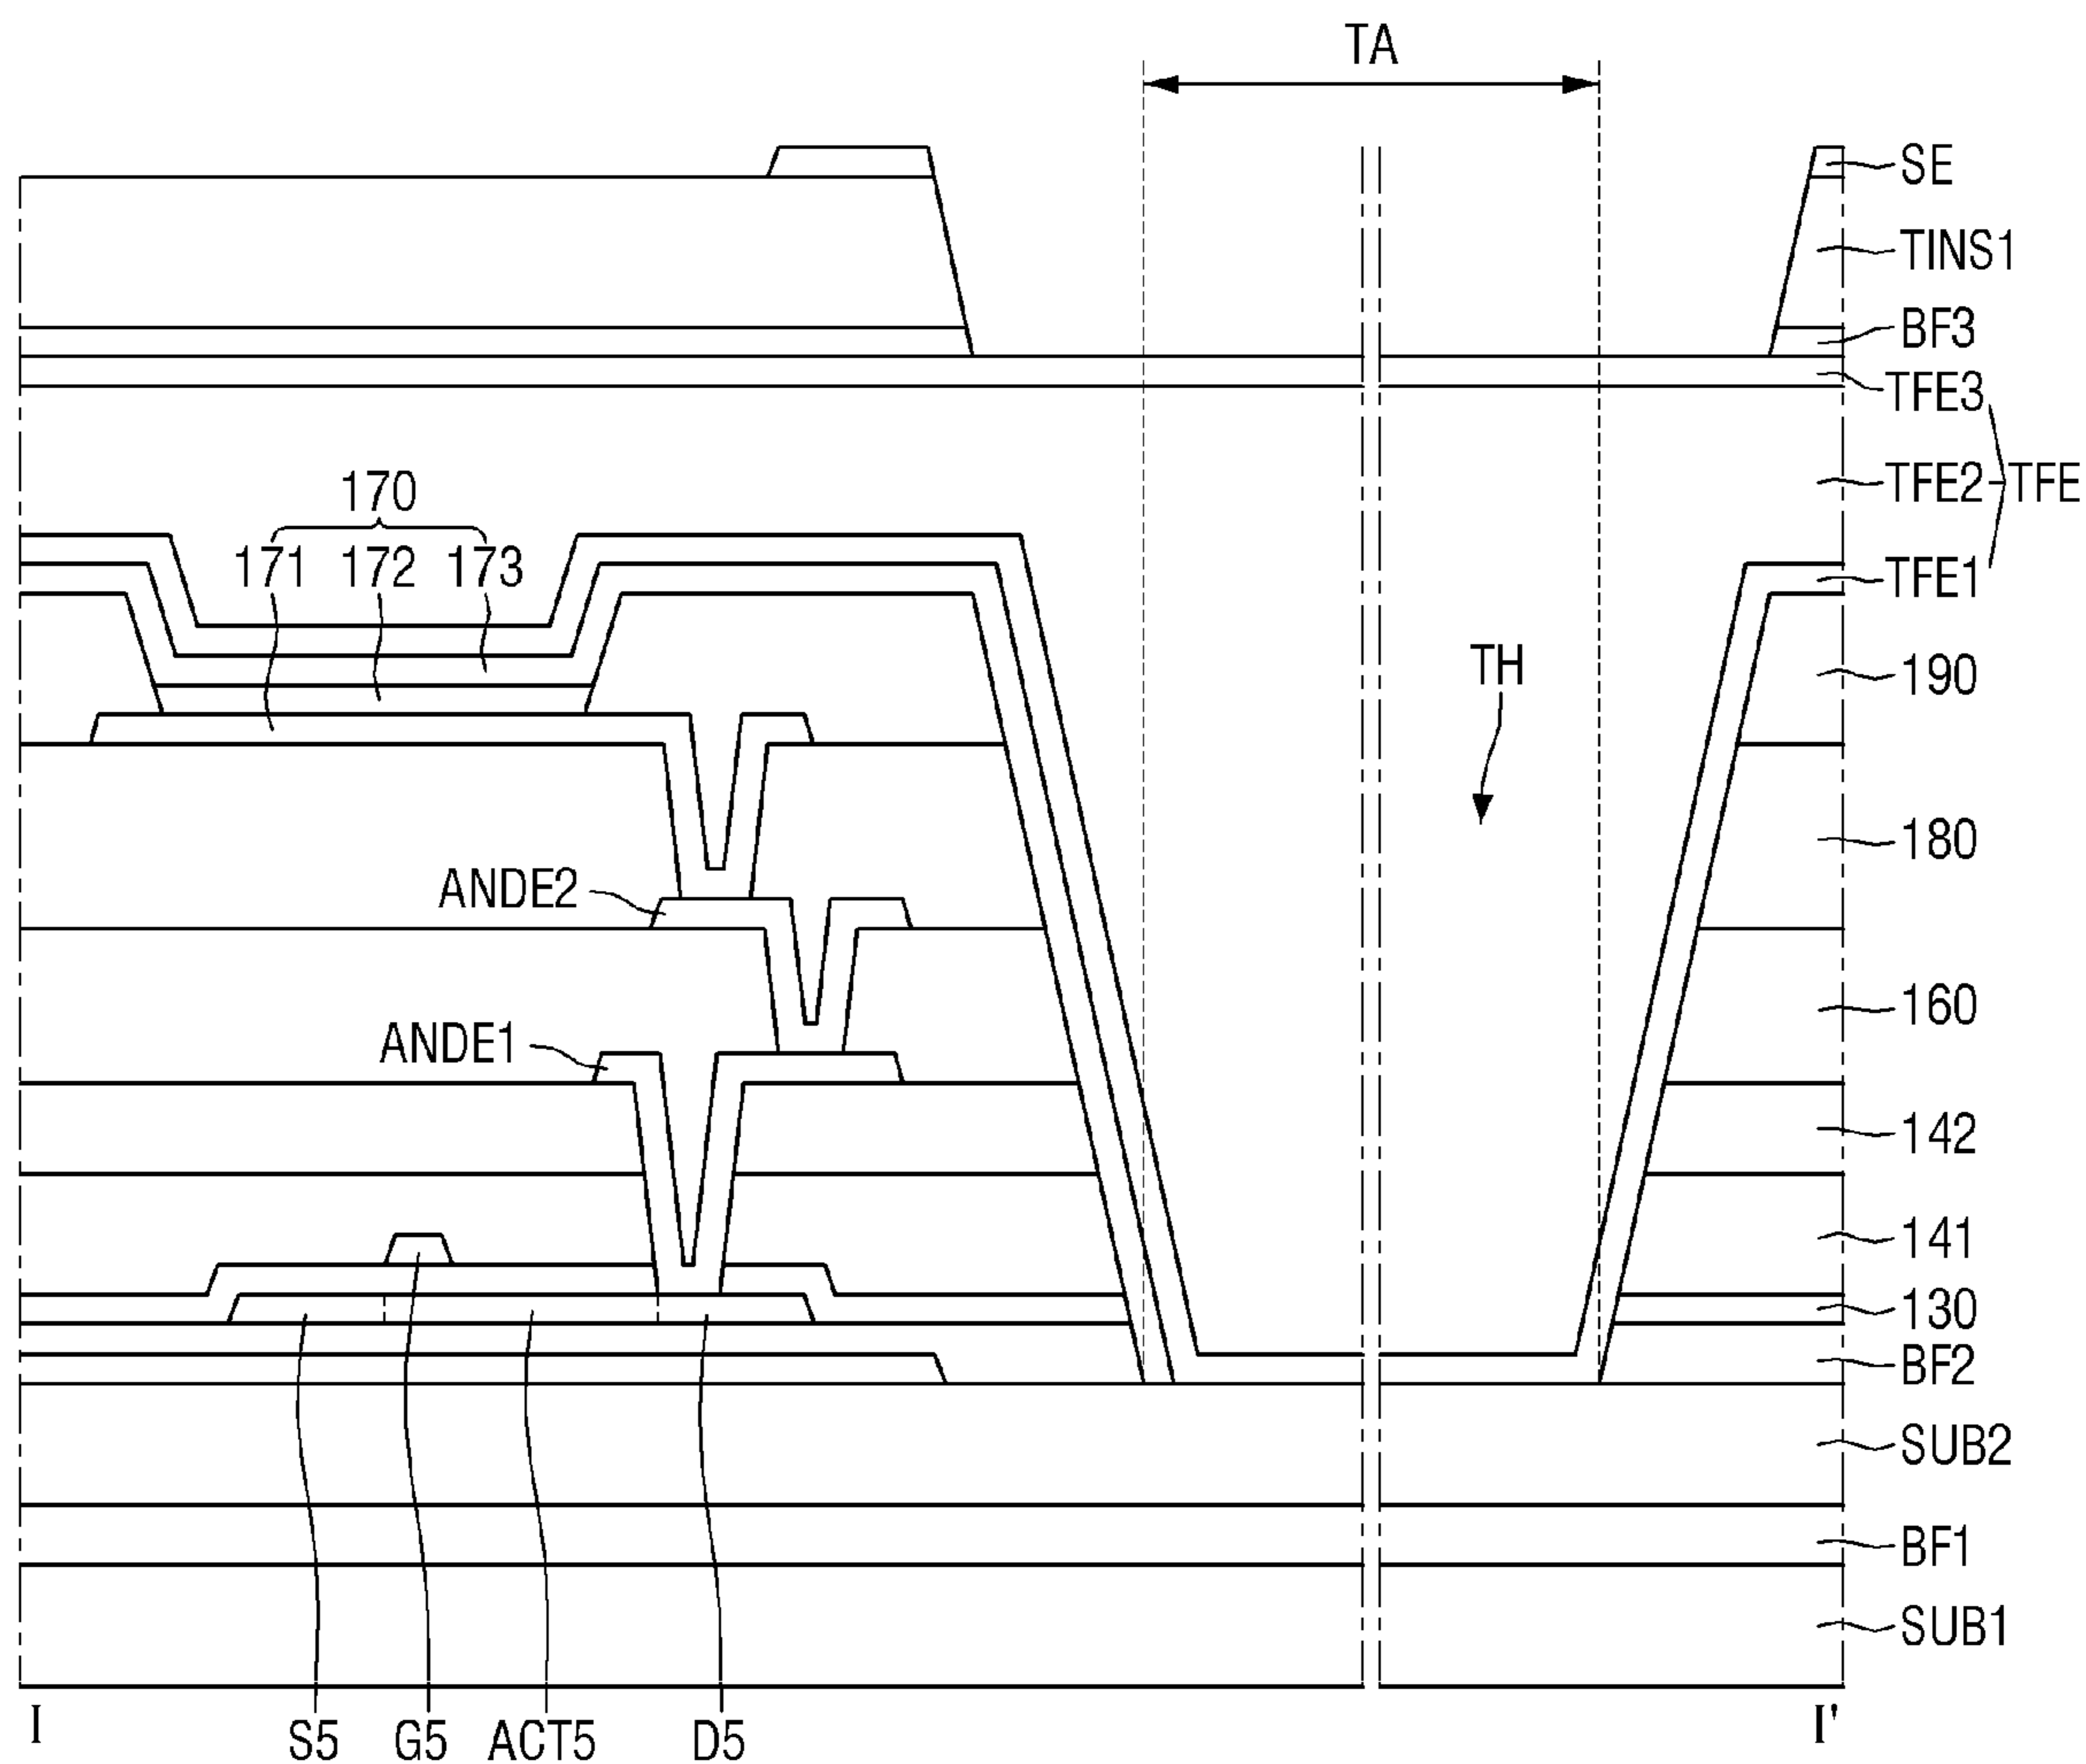 TA
SE
TINS1
BF3
TFE3
TFE2
TFE
TFE1
170
171 172 173
TH
190
180
ANDE2
160
ANDE1
142
141
130
BF2
SUB2
BF1
SUB1
I
I'
S5 G5 ACT5 D5